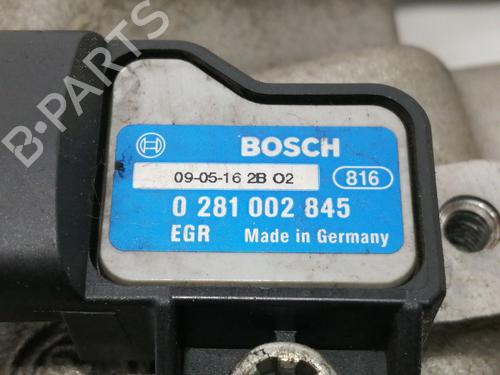 B-PARTS
BOSCH
09-05-16 2B O2
816
0 281 002 845
EGR Made in Germany